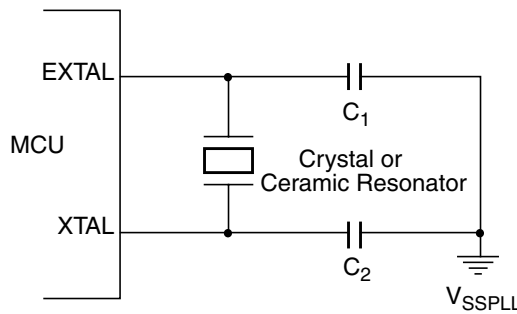 EXTAL
C1
MCU
Crystal or
Ceramic Resonator
XTAL
C2
VSSPLL